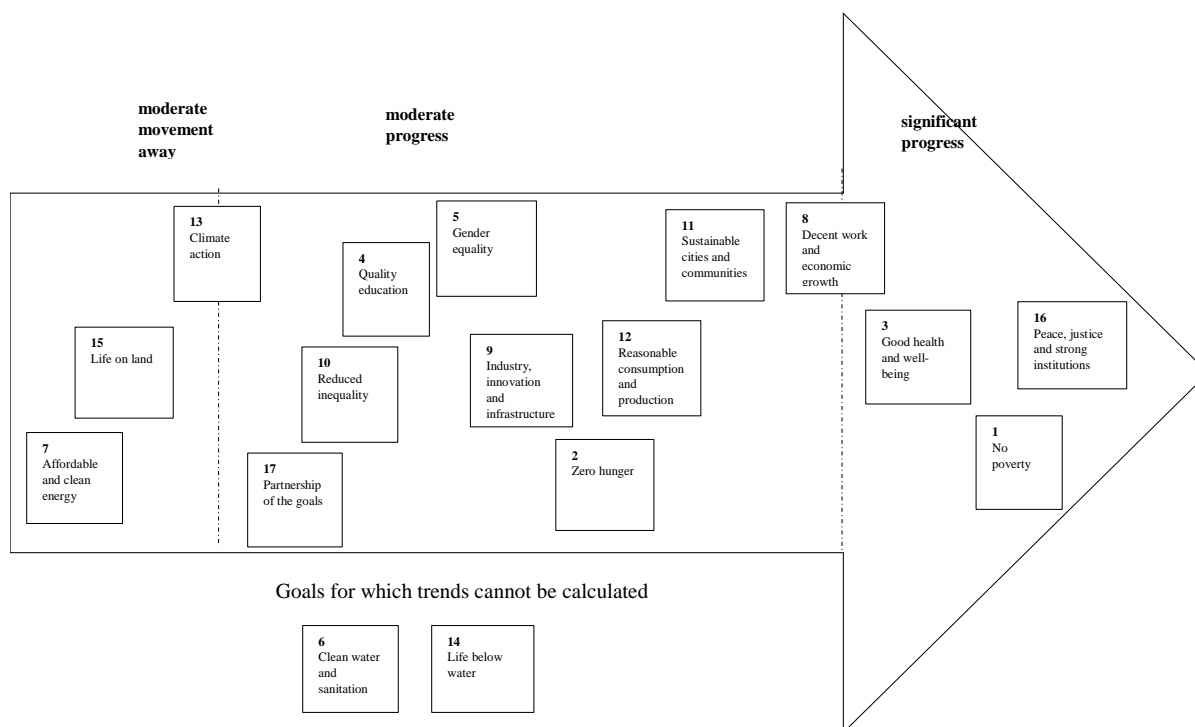 moderate
movement
away
moderate
progress
significant
progress
13
Climate
action
5
Gender
equality
4
Quality
education
11
Sustainable
cities and
communities
8
Decent work
and
economic
growth
15
Life on land
10
Reduced
inequality
9
Industry,
innovation
and
infrastructure
12
Reasonable
consumption
and
production
3
Good health
and well-
being
16
Peace, justice
and strong
institutions
7
Affordable
and clean
energy
17
Partnership
of the goals
2
Zero hunger
1
No
poverty
Goals for which trends cannot be calculated
6
Clean water
and
sanitation
14
Life below
water